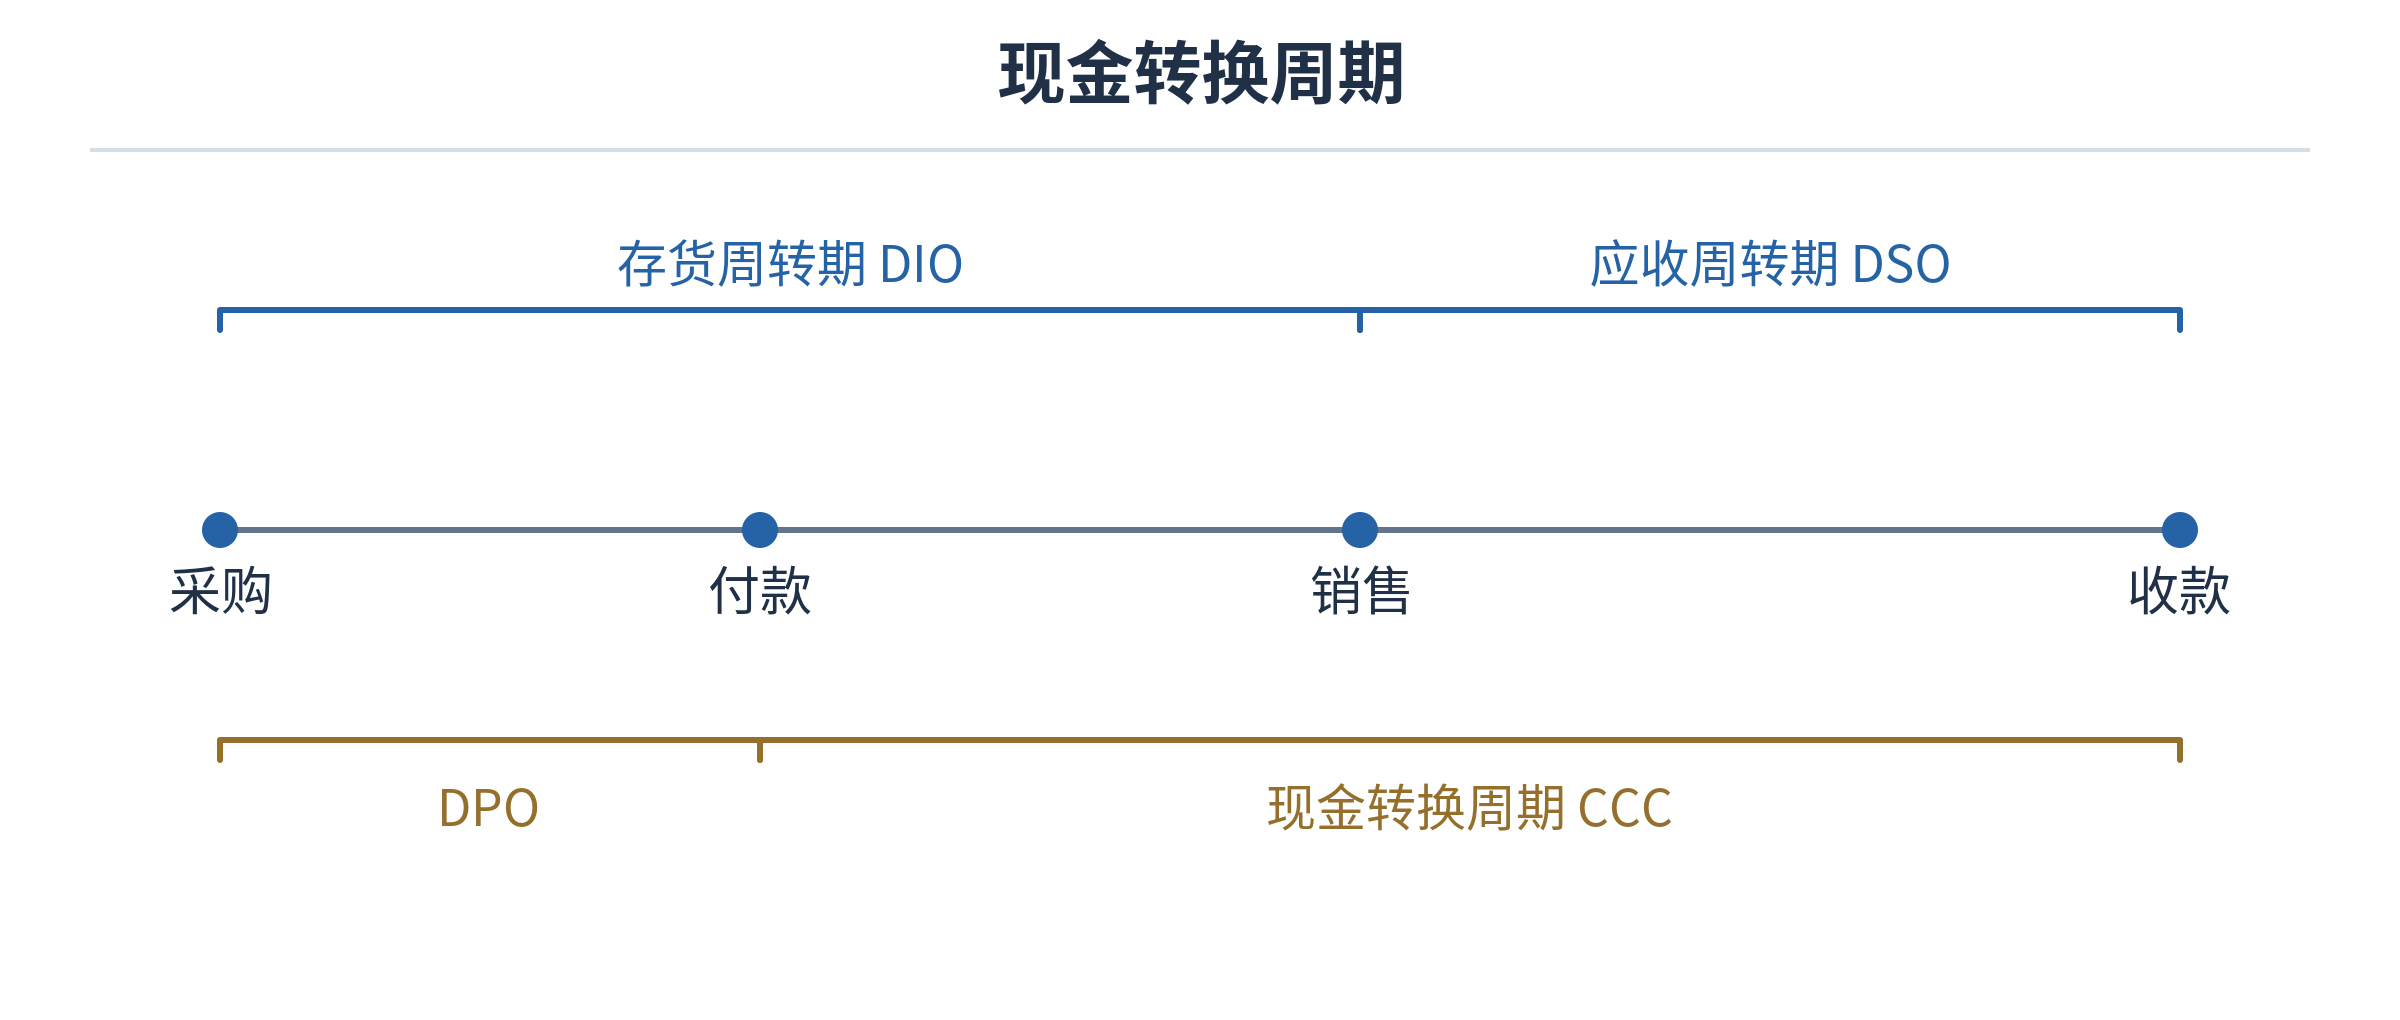 现金转换周期
存货周转期 DIO
应收周转期 DSO
采购
付款
销售
收款
DPO
现金转换周期 CCC